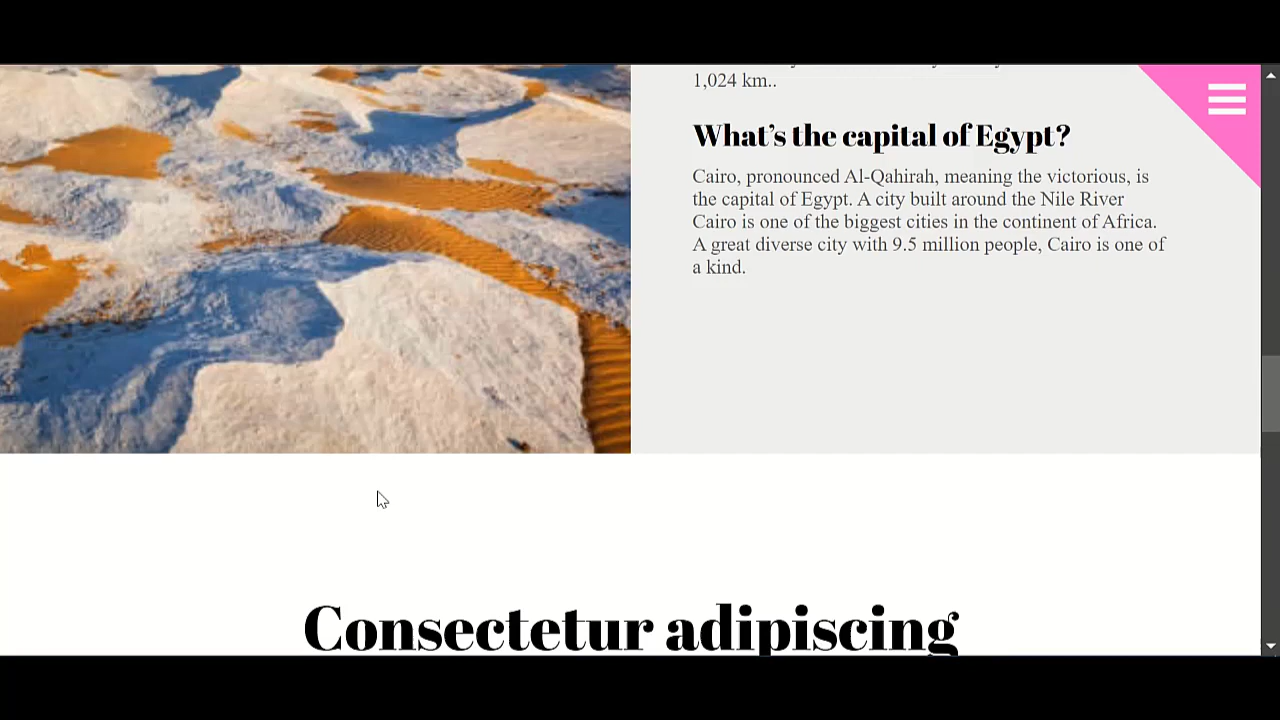 1,024 km..
What's the capital of Egypt?
Cairo, pronounced Al-Qahirah, meaning the victorious, is
the capital of Egypt. A city built around the Nile River
Cairo is one of the biggest cities in the continent of Africa.
A great diverse city with 9.5 million people, Cairo is one of
a kind.
Consectetur adipiscing